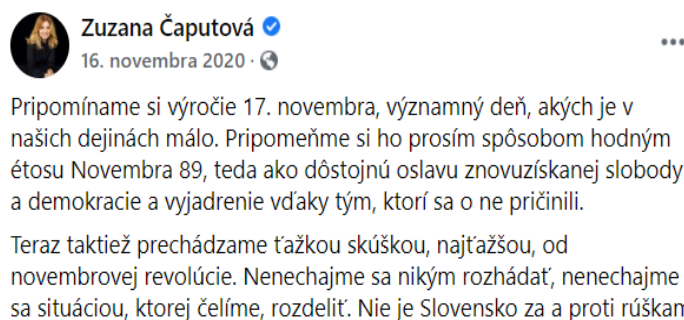 Zuzana Čaputová
16. novembra 2020 ·
Pripomíname si výročie 17. novembra, významný deň, akých je v
našich dejinách málo. Pripomeňme si ho prosím spôsobom hodným
étosu Novembra 89, teda ako dôstojnú oslavu znovuzískanej slobody
a demokracie a vyjadrenie vďaky tým, ktorí sa o ne pričinili.
Teraz taktiež prechádzame ťažkou skúškou, najťažšou, od
novembrovej revolúcie. Nenechajme sa nikým rozhádať, nenechajme
sa situáciou, ktorej čelíme, rozdeliť. Nie je Slovensko za a proti rúškam